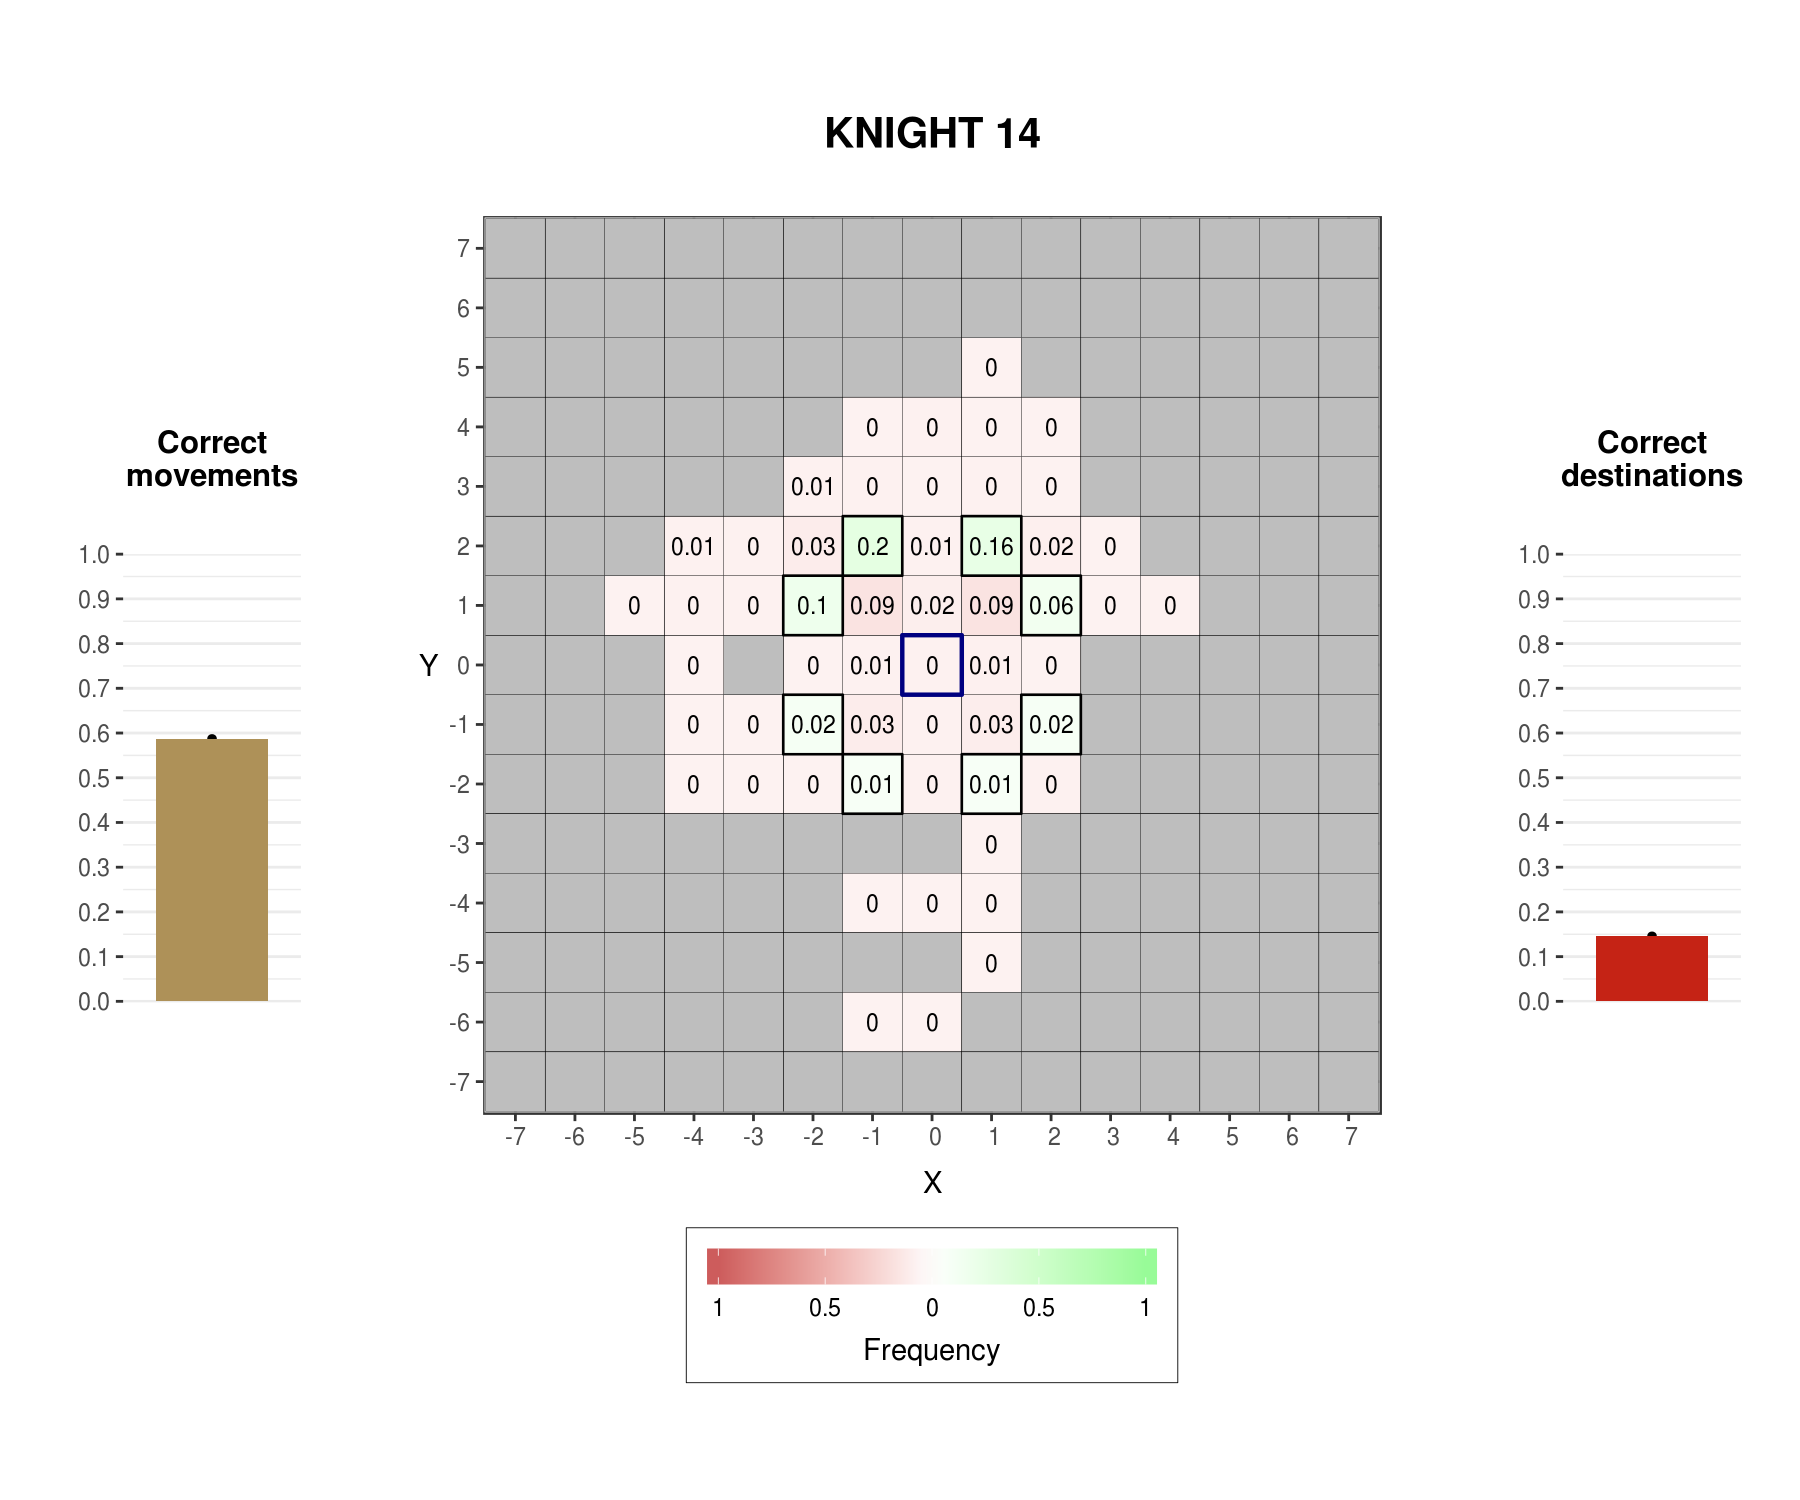 KNIGHT 14
Correct
movements
1.0
0.9
0.8
0.7
0.6
0.5
0.4
0.3
0.2
0.1
0.0
Y
7
6
5 0
4 0 0 0 0
3 0.01 0 0 0 0
2 0.01 0 0.03 0.2 0.01 0.16 0.02 0
1 0 0 0 0.1 0.09 0.02 0.09 0.06 0 0
0 0 0 0.01 0 0.01 0
-1 0 0 0.02 0.03 0 0.03 0.02
-2 0 0 0 0.01 0 0.01 0
-3 0
-4 0 0 0
-5 0
-6 0 0
-7
-7 -6 -5 -4 -3 -2 -1 0 1 2 3 4 5 6 7
X
1 0.5 0 0.5 1
Frequency
Correct
destinations
1.0
0.9
0.8
0.7
0.6
0.5
0.4
0.3
0.2
0.1
0.0